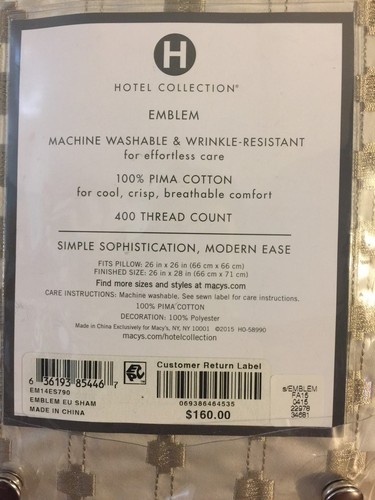 H
HOTEL COLLECTION®
EMBLEM
MACHINE WASHABLE & WRINKLE-RESISTANT
for effortless care
100% PIMA COTTON
for cool, crisp, breathable comfort
400 THREAD COUNT
SIMPLE SOPHISTICATION, MODERN EASE
FITS PILLOW: 26 in x 26 in (66 cm x 66 cm)
FINISHED SIZE: 26 in x 28 in (66 cm x 71 cm)
Find more sizes and styles at macys.com
CARE INSTRUCTIONS: Machine washable. See sewn label for care instructions.
100% PIMA COTTON
DECORATION: 100% Polyester
Made in China Exclusively for Macy's, NY, NY 10001 ©2015 HO-58990
macys.com/hotelcollection
6 36193 85446 7
EM14ES790
EMBLEM EU SHAM
MADE IN CHINA
Customer Return Label
069386464535
$160.00
s/EMBLEM
FA15
0415
22978
34681